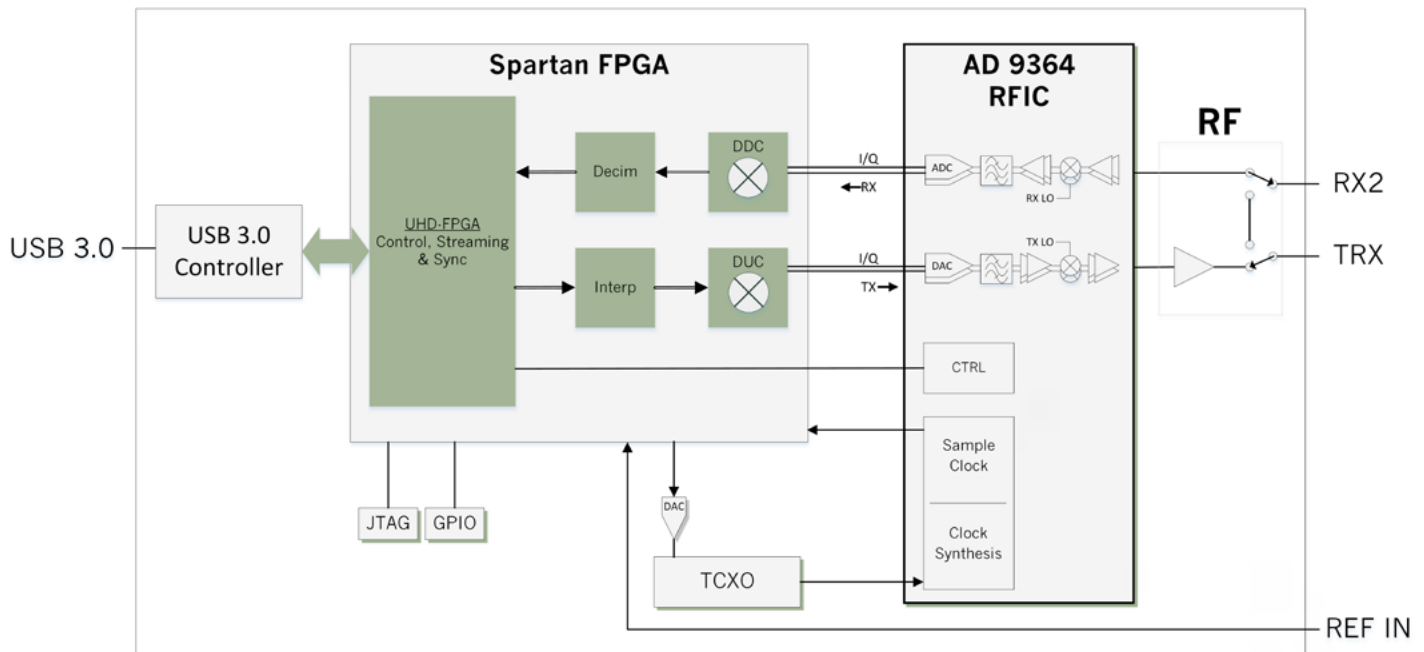 Spartan FPGA
AD 9364
RFIC
RF
DDC
Decim
I/Q
RX
ADC
RX LO
RX2
UHD-FPGA
Control, Streaming
& Sync
USB 3.0
USB 3.0
Controller
Interp
DUC
I/Q
TX
TX LO
DAC
TRX
CTRL
Sample
Clock
Clock
Synthesis
JTAG
GPIO
DAC
TCXO
REF IN